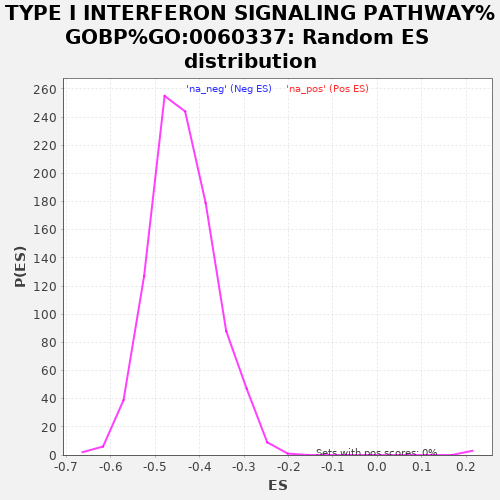 TYPE I INTERFERON SIGNALING PATHWAY%
GOBP%GO:0060337: Random ES
distribution
'na_neg' (Neg ES) 'na_pos' (Pos ES)
260
240
220
200
180
160
140
120
100
80
60
40
20
0
P(ES)
Sets with pos scores: 0%
-0.7 -0.6 -0.5 -0.4 -0.3 -0.2 -0.1 0.0 0.1 0.2
ES